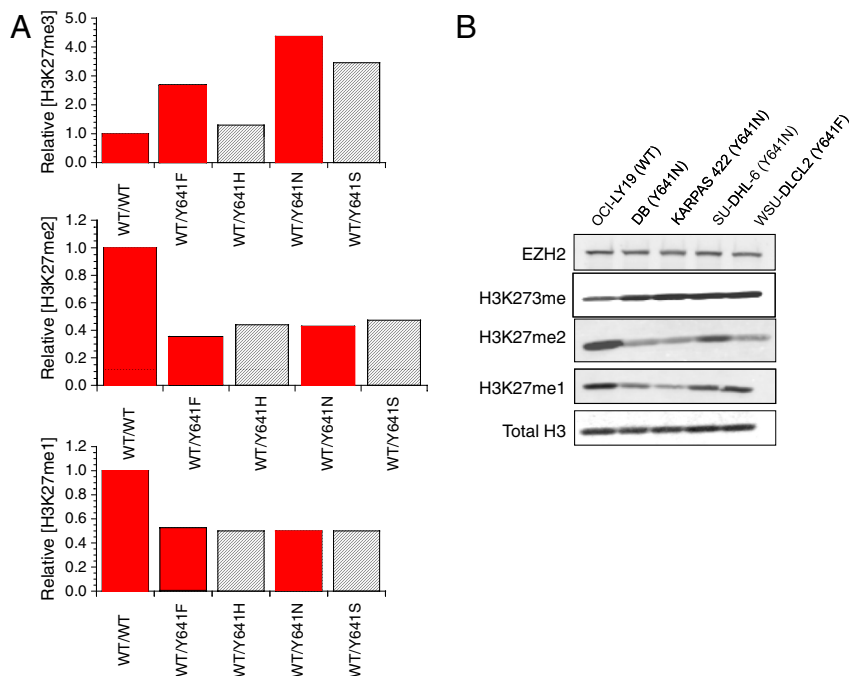 A
Relative [H3K27me3]
5.0
4.0
3.0
2.0
1.0
0.0
WT/WT
WT/Y641F
WT/Y641H
WT/Y641N
WT/Y641S
Relative [H3K27me2]
1.2
1.0
0.8
0.6
0.4
0.2
0.0
WT/WT
WT/Y641F
WT/Y641H
WT/Y641N
WT/Y641S
Relative [H3K27me1]
1.2
1.0
0.8
0.6
0.4
0.2
0.0
WT/WT
WT/Y641F
WT/Y641H
WT/Y641N
WT/Y641S
B
OCI-LY19 (WT)
DB (Y641N)
KARPAS 422 (Y641N)
SU-DHL-6 (Y641N)
WSU-DLCL2 (Y641F)
EZH2
H3K273me
H3K27me2
H3K27me1
Total H3